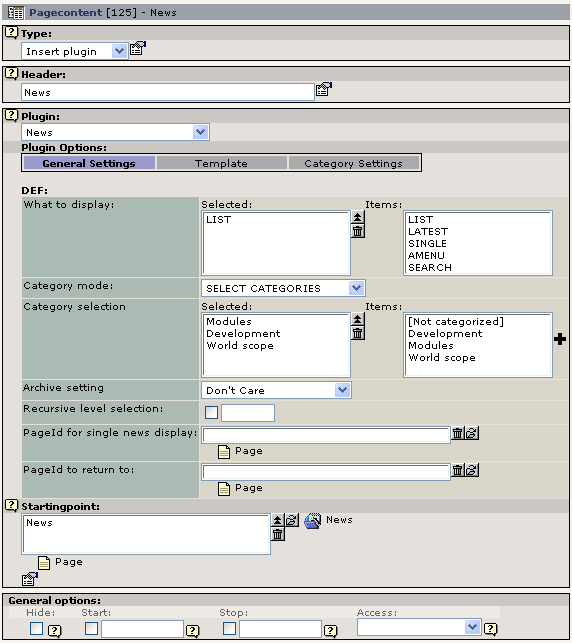 Pagecontent [125] - News
Type:
Insert plugin
Header:
News
Plugin:
News
Plugin Options:
General Settings Template Category Settings
DEF:
What to display: Selected: Items:
LIST LIST
LATEST
SINGLE
AMENU
SEARCH
Category mode: SELECT CATEGORIES
Category selection Selected: Items:
Modules [Not categorized]
Development Development
World scope Modules
World scope
Archive setting Don't Care
Recursive level selection:
PageId for single news display:
Page
PageId to return to:
Page
Startingpoint:
News News
Page
General options:
Hide: Start: Stop: Access: